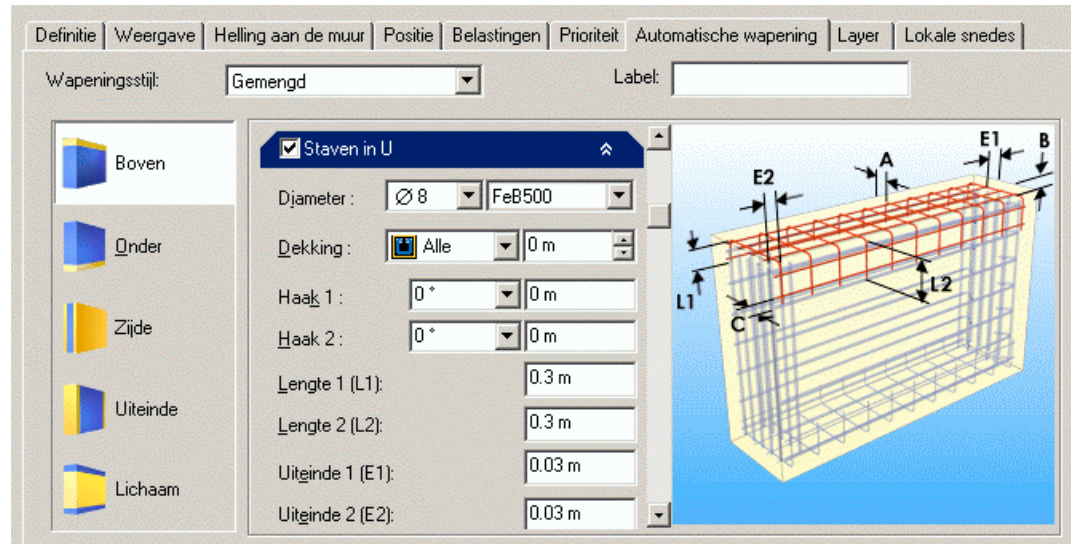 Definitie Weergave Helling aan de muur Positie Belastingen Prioriteit Automatische wapening Layer Lokale snedes
Wapeningsstijl: Gemengd Label:
Boven
Onder
Zijde
Uiteinde
Lichaam
Staven in U
Diameter : Ø 8 FeB500
Dekking : Alle 0 m
Haak 1 : 0 ° 0 m
Haak 2 : 0 ° 0 m
Lengte 1 (L1): 0.3 m
Lengte 2 (L2): 0.3 m
Uiteinde 1 (E1): 0.03 m
Uiteinde 2 (E2): 0.03 m
E1 B
A
E2
L1
L2
C